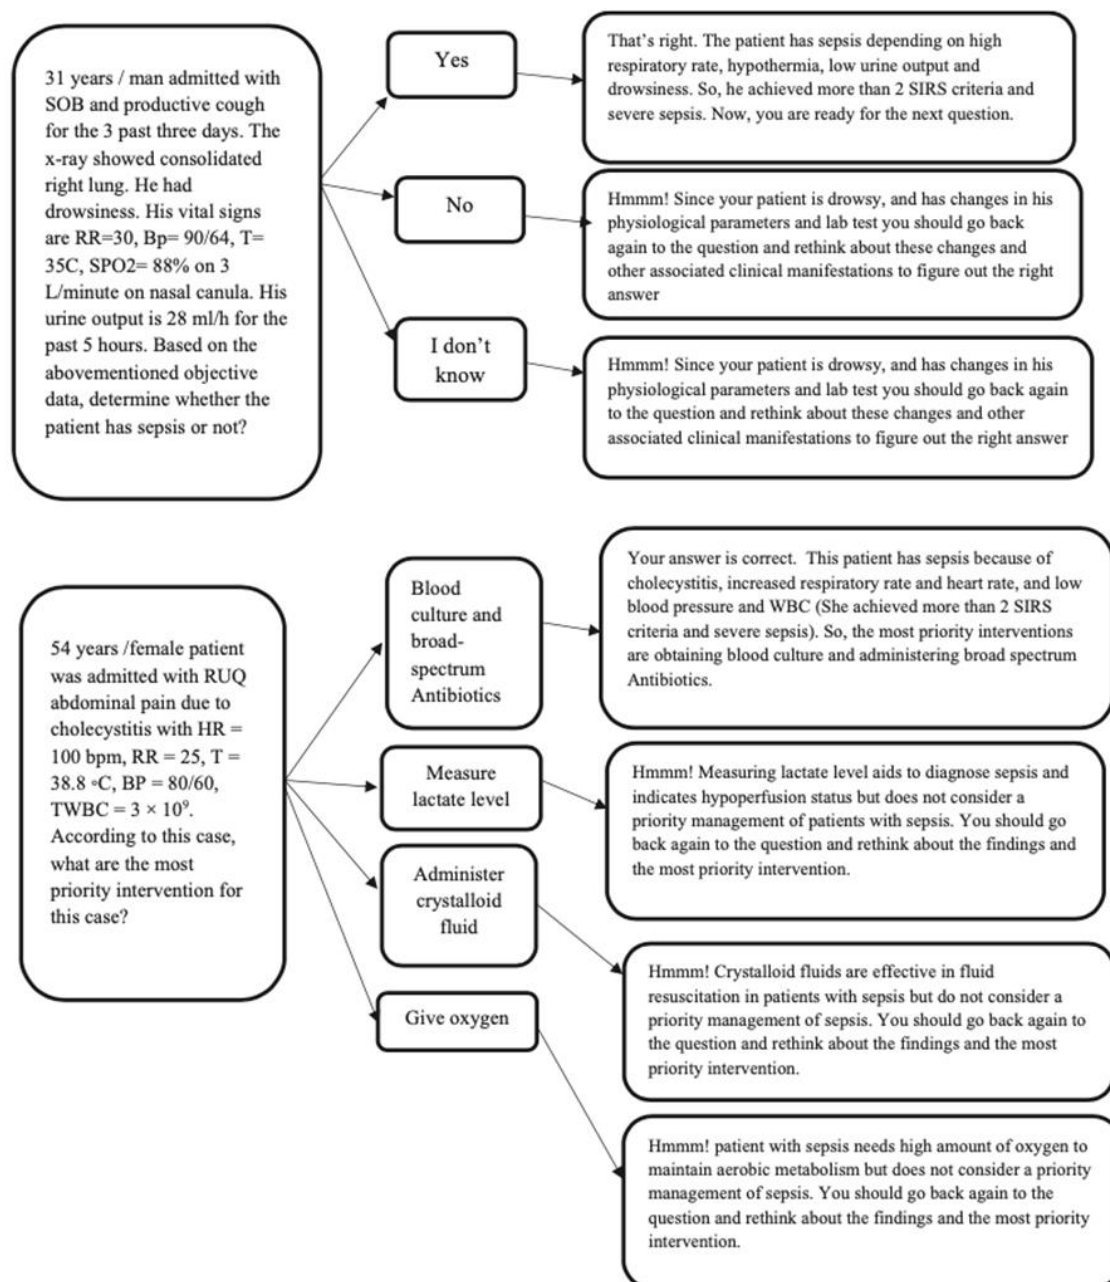 31 years / man admitted with
SOB and productive cough
for the 3 past three days. The
x-ray showed consolidated
right lung. He had
drowsiness. His vital signs
are RR=30, Bp= 90/64, T=
35C, SPO2= 88% on 3
L/minute on nasal canula. His
urine output is 28 ml/h for the
past 5 hours. Based on the
abovementioned objective
data, determine whether the
patient has sepsis or not?
Yes
That's right. The patient has sepsis depending on high
respiratory rate, hypothermia, low urine output and
drowsiness. So, he achieved more than 2 SIRS criteria and
severe sepsis. Now, you are ready for the next question.
No
Hmmm! Since your patient is drowsy, and has changes in his
physiological parameters and lab test you should go back
again to the question and rethink about these changes and
other associated clinical manifestations to figure out the right
answer
I don't
know
Hmmm! Since your patient is drowsy, and has changes in his
physiological parameters and lab test you should go back again
to the question and rethink about these changes and other
associated clinical manifestations to figure out the right answer
54 years /female patient
was admitted with RUQ
abdominal pain due to
cholecystitis with HR =
100 bpm, RR = 25, T =
38.8 °C, BP = 80/60,
TWBC = 3 × 10⁹.
According to this case,
what are the most
priority intervention for
this case?
Blood
culture and
broad-
spectrum
Antibiotics
Your answer is correct.  This patient has sepsis because of
cholecystitis, increased respiratory rate and heart rate, and low
blood pressure and WBC (She achieved more than 2 SIRS
criteria and severe sepsis). So, the most priority interventions
are obtaining blood culture and administering broad spectrum
Antibiotics.
Measure
lactate level
Hmmm! Measuring lactate level aids to diagnose sepsis and
indicates hypoperfusion status but does not consider a
priority management of patients with sepsis. You should go
back again to the question and rethink about the findings and
the most priority intervention.
Administer
crystalloid
fluid
Hmmm! Crystalloid fluids are effective in fluid
resuscitation in patients with sepsis but do not consider a
priority management of sepsis. You should go back again to
the question and rethink about the findings and the most
priority intervention.
Give oxygen
Hmmm! patient with sepsis needs high amount of oxygen to
maintain aerobic metabolism but does not consider a priority
management of sepsis. You should go back again to the
question and rethink about the findings and the most priority
intervention.